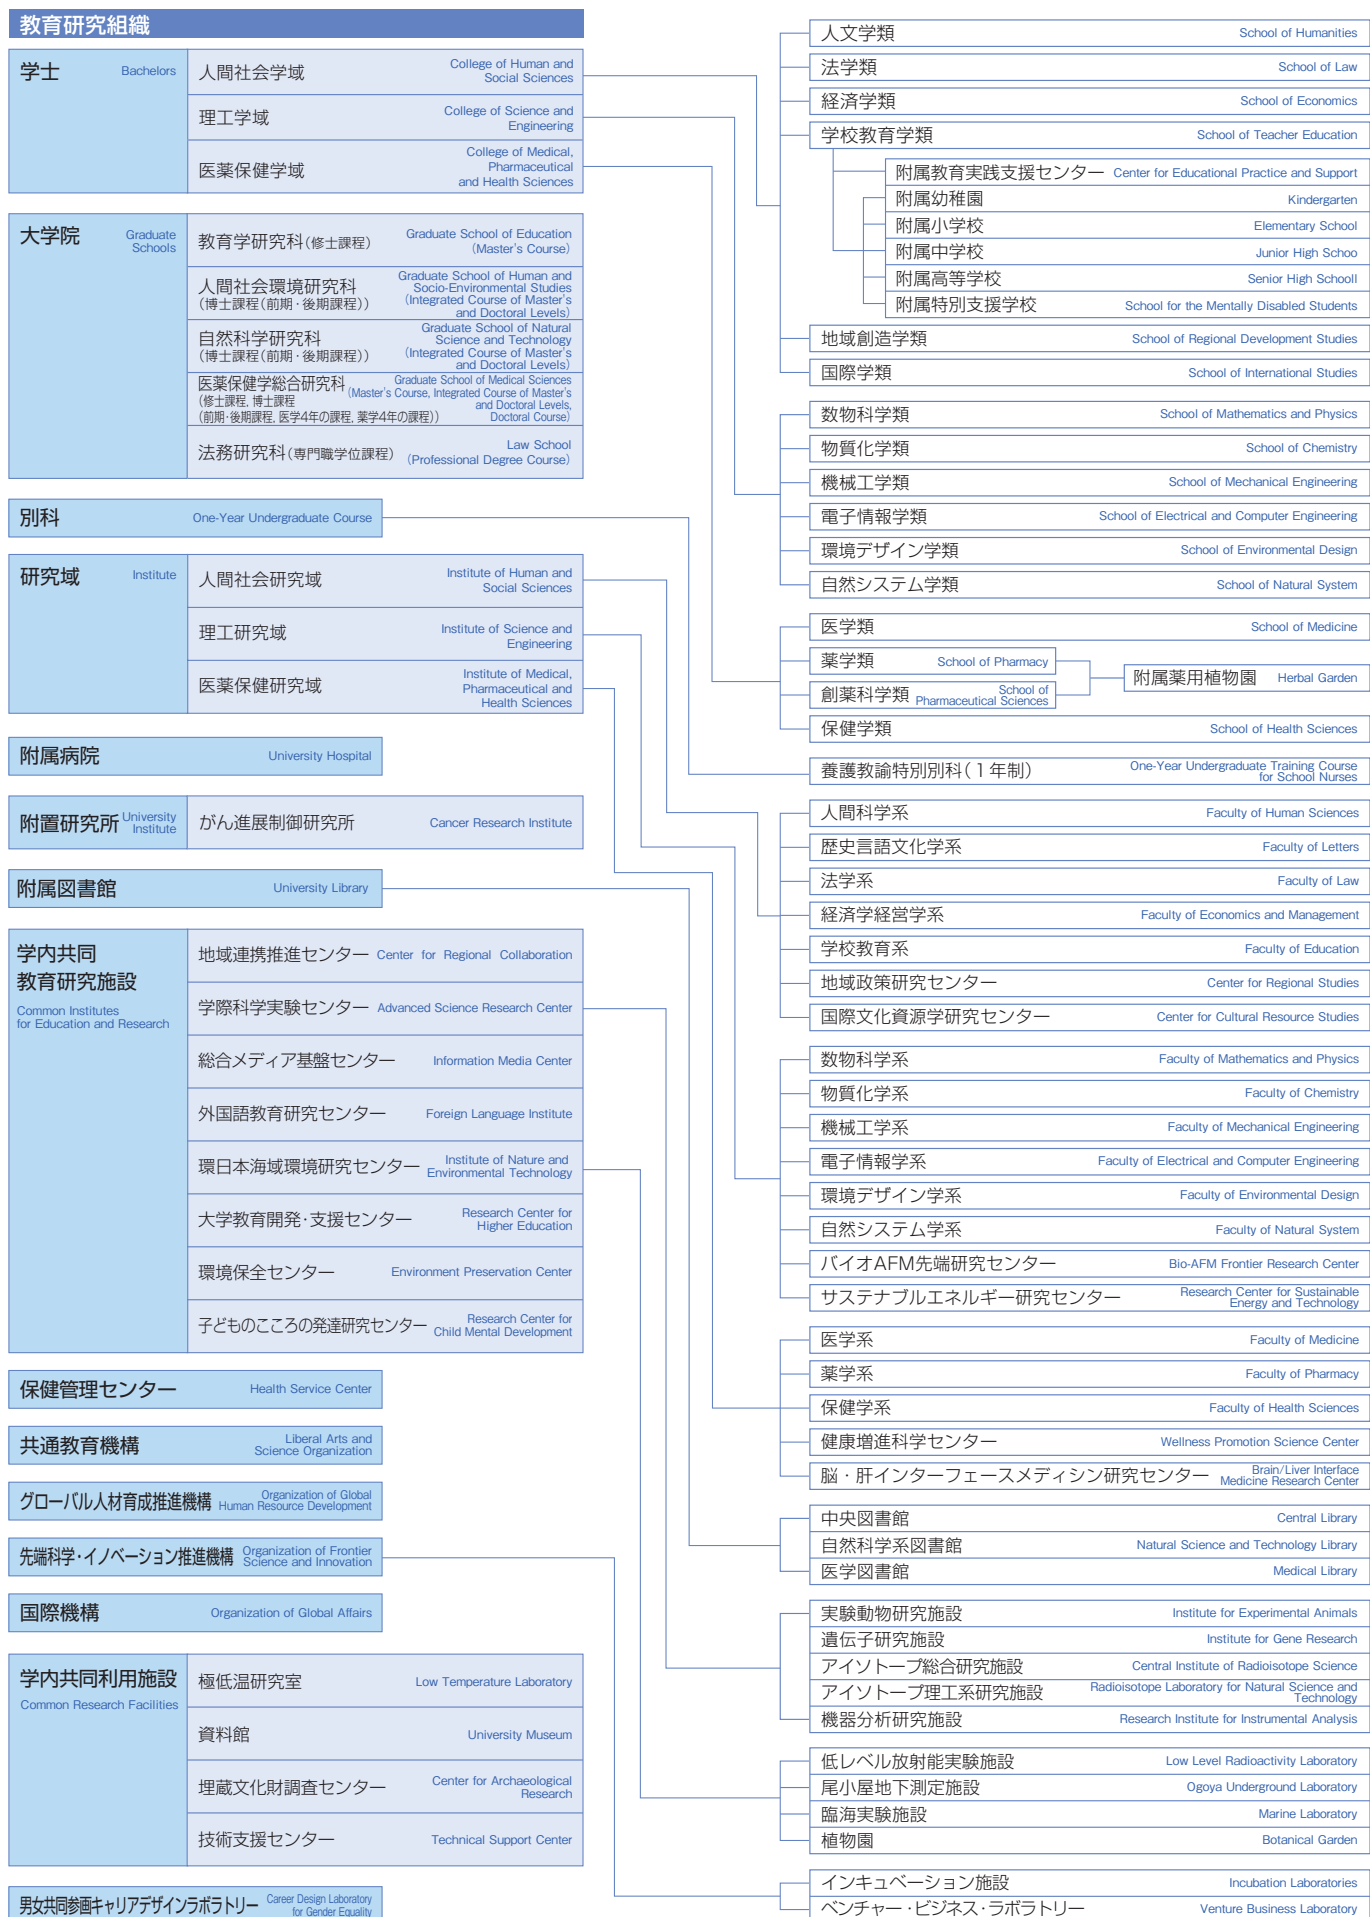 教育研究組織
学士 Bachelors
人間社会学域 College of Human and
Social Sciences
理工学域 College of Science and
Engineering
医薬保健学域 College of Medical,
Pharmaceutical
and Health Sciences
大学院 Graduate
Schools
教育学研究科(修士課程) Graduate School of Education
(Master's Course)
人間社会環境研究科
(博士課程(前期・後期課程))
Graduate School of Human and
Socio-Environmental Studies
(Integrated Course of Master's
and Doctoral Levels)
自然科学研究科
(博士課程(前期・後期課程))
Graduate School of Natural
Science and Technology
(Integrated Course of Master's
and Doctoral Levels)
医薬保健学総合研究科
(修士課程, 博士課程
(前期・後期課程, 医学4年の課程, 薬学4年の課程))
Graduate School of Medical Sciences
(Master's Course, Integrated Course of Master's
and Doctoral Levels,
Doctoral Course)
法務研究科(専門職学位課程) Law School
(Professional Degree Course)
別科 One-Year Undergraduate Course
研究域 Institute
人間社会研究域 Institute of Human and
Social Sciences
理工研究域 Institute of Science and
Engineering
医薬保健研究域 Institute of Medical,
Pharmaceutical and
Health Sciences
附属病院 University Hospital
附置研究所 University
Institute
がん進展制御研究所 Cancer Research Institute
附属図書館 University Library
学内共同
教育研究施設
Common Institutes
for Education and Research
地域連携推進センター Center for Regional Collaboration
学際科学実験センター Advanced Science Research Center
総合メディア基盤センター Information Media Center
外国語教育研究センター Foreign Language Institute
環日本海域環境研究センター Institute of Nature and
Environmental Technology
大学教育開発・支援センター Research Center for
Higher Education
環境保全センター Environment Preservation Center
子どものこころの発達研究センター Research Center for
Child Mental Development
保健管理センター Health Service Center
共通教育機構 Liberal Arts and
Science Organization
グローバル人材育成推進機構 Organization of Global
Human Resource Development
先端科学・イノベーション推進機構 Organization of Frontier
Science and Innovation
国際機構 Organization of Global Affairs
学内共同利用施設
Common Research Facilities
極低温研究室 Low Temperature Laboratory
資料館 University Museum
埋蔵文化財調査センター Center for Archaeological
Research
技術支援センター Technical Support Center
男女共同参画キャリアデザインラボラトリー Career Design Laboratory
for Gender Equality
人文学類 School of Humanities
法学類 School of Law
経済学類 School of Economics
学校教育学類 School of Teacher Education
附属教育実践支援センター Center for Educational Practice and Support
附属幼稚園 Kindergarten
附属小学校 Elementary School
附属中学校 Junior High Schoo
附属高等学校 Senior High Schooll
附属特別支援学校 School for the Mentally Disabled Students
地域創造学類 School of Regional Development Studies
国際学類 School of International Studies
数物科学類 School of Mathematics and Physics
物質化学類 School of Chemistry
機械工学類 School of Mechanical Engineering
電子情報学類 School of Electrical and Computer Engineering
環境デザイン学類 School of Environmental Design
自然システム学類 School of Natural System
医学類 School of Medicine
薬学類 School of Pharmacy
創薬科学類 School of
Pharmaceutical Sciences
附属薬用植物園 Herbal Garden
保健学類 School of Health Sciences
養護教諭特別別科(1年制) One-Year Undergraduate Training Course
for School Nurses
人間科学系 Faculty of Human Sciences
歴史言語文化学系 Faculty of Letters
法学系 Faculty of Law
経済学経営学系 Faculty of Economics and Management
学校教育系 Faculty of Education
地域政策研究センター Center for Regional Studies
国際文化資源学研究センター Center for Cultural Resource Studies
数物科学系 Faculty of Mathematics and Physics
物質化学系 Faculty of Chemistry
機械工学系 Faculty of Mechanical Engineering
電子情報学系 Faculty of Electrical and Computer Engineering
環境デザイン学系 Faculty of Environmental Design
自然システム学系 Faculty of Natural System
バイオAFM先端研究センター Bio-AFM Frontier Research Center
サステナブルエネルギー研究センター Research Center for Sustainable
Energy and Technology
医学系 Faculty of Medicine
薬学系 Faculty of Pharmacy
保健学系 Faculty of Health Sciences
健康増進科学センター Wellness Promotion Science Center
脳・肝インターフェースメディシン研究センター Brain/Liver Interface
Medicine Research Center
中央図書館 Central Library
自然科学系図書館 Natural Science and Technology Library
医学図書館 Medical Library
実験動物研究施設 Institute for Experimental Animals
遺伝子研究施設 Institute for Gene Research
アイソトープ総合研究施設 Central Institute of Radioisotope Science
アイソトープ理工系研究施設 Radioisotope Laboratory for Natural Science and
Technology
機器分析研究施設 Research Institute for Instrumental Analysis
低レベル放射能実験施設 Low Level Radioactivity Laboratory
尾小屋地下測定施設 Ogoya Underground Laboratory
臨海実験施設 Marine Laboratory
植物園 Botanical Garden
インキュベーション施設 Incubation Laboratories
ベンチャー・ビジネス・ラボラトリー Venture Business Laboratory